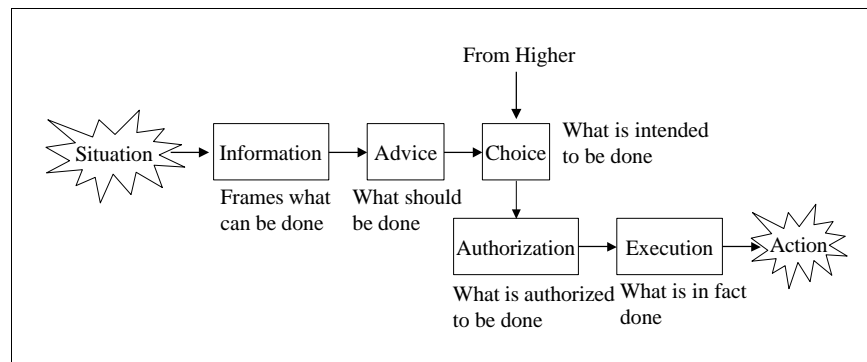 From Higher
Situation
Information
Advice
Choice
What is intended
to be done
Frames what
can be done
What should
be done
Authorization
Execution
Action
What is authorized
to be done
What is in fact
done